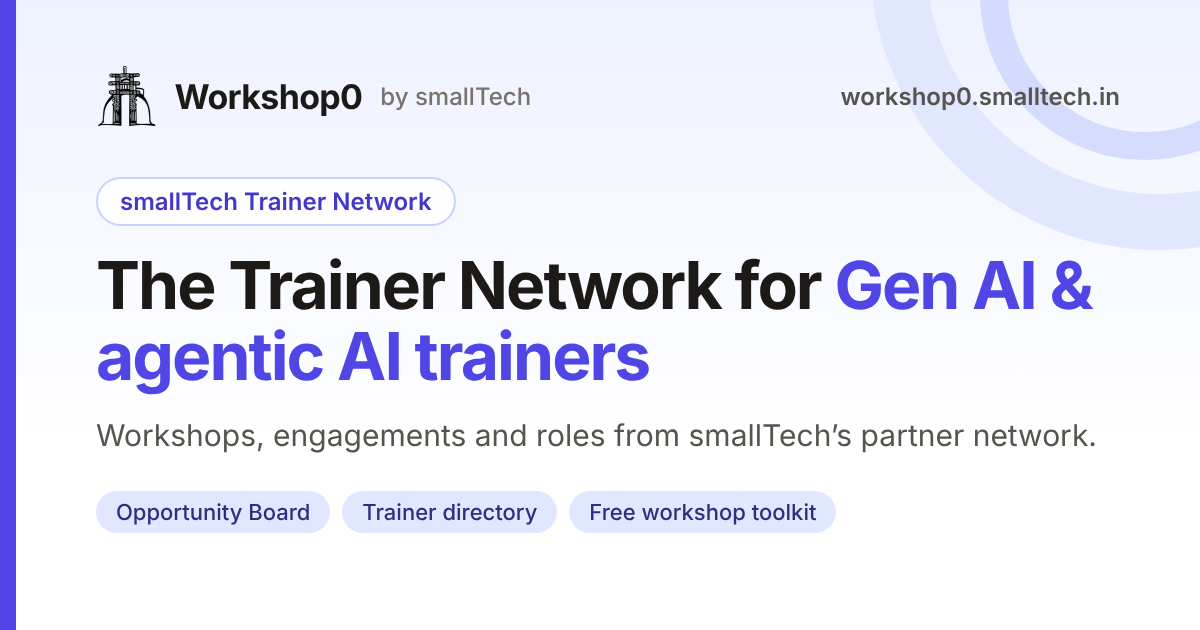 Workshop0 by smallTech
workshop0.smalltech.in
smallTech Trainer Network
The Trainer Network for Gen AI &
agentic AI trainers
Workshops, engagements and roles from smallTech’s partner network.
Opportunity Board
Trainer directory
Free workshop toolkit